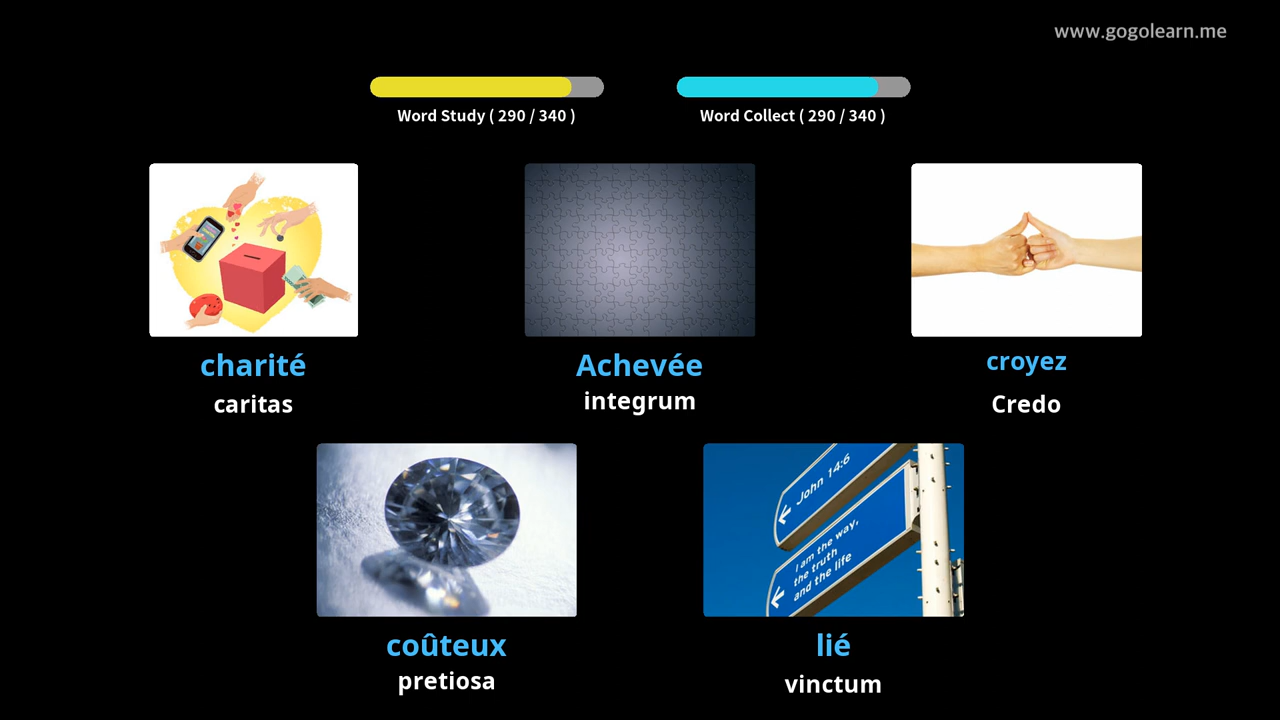 www.gogolearn.me
Word Study ( 290 / 340 )
Word Collect ( 290 / 340 )
charité
caritas
Achevée
integrum
croyez
Credo
John 14:6
I am the way,
the truth
and the life
coûteux
pretiosa
lié
vinctum